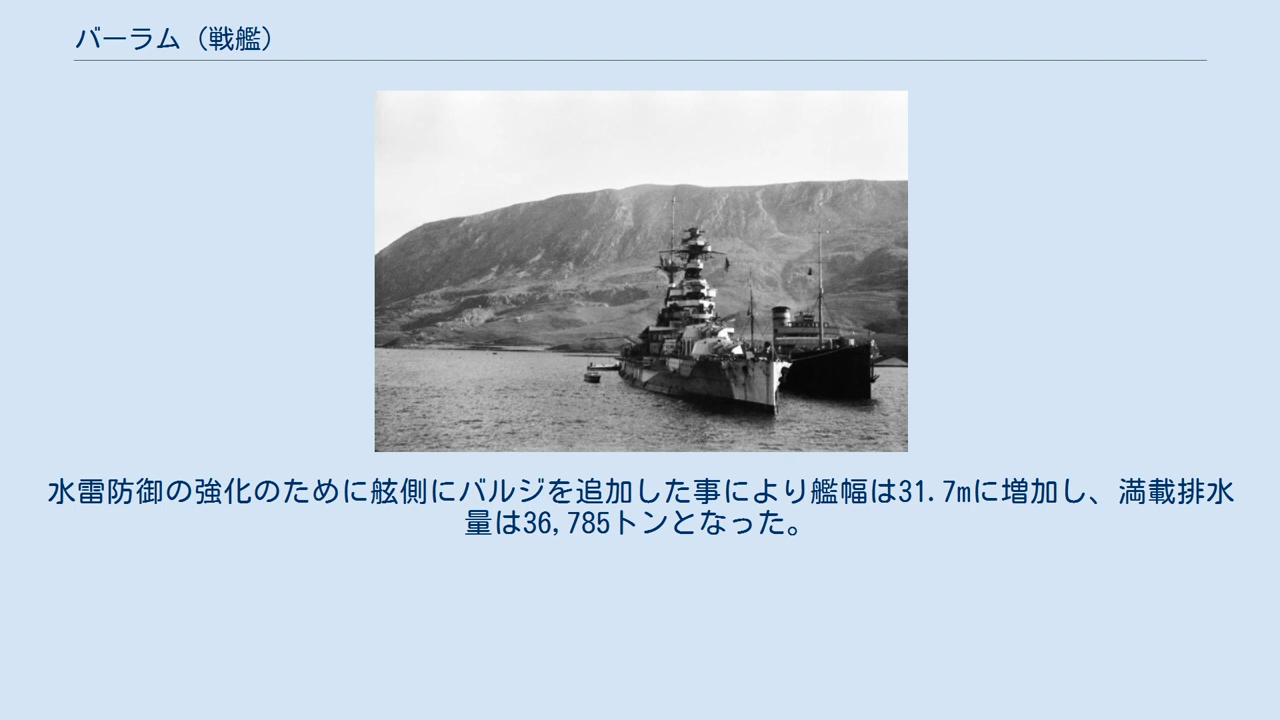 バーラム（戦艦）
水雷防御の強化のために舷側にバルジを追加した事により艦幅は31.7mに増加し、満載排水
量は36,785トンとなった。